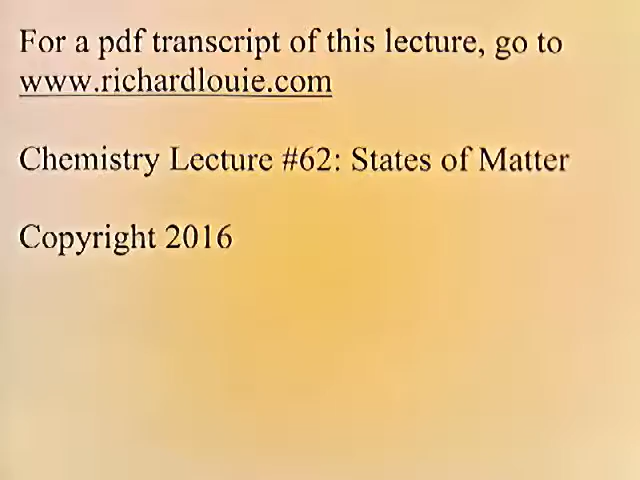 For a pdf transcript of this lecture, go to
www.richardlouie.com
Chemistry Lecture #62: States of Matter
Copyright 2016